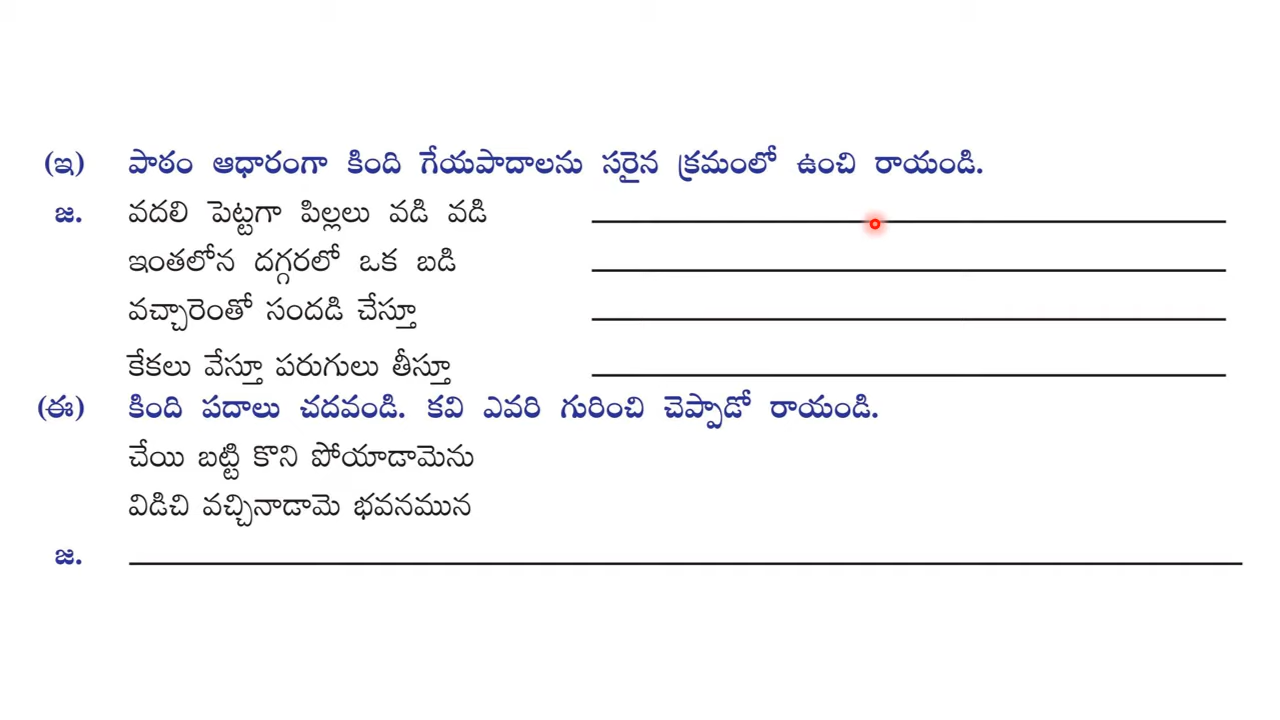 (ఇ) పాఠం ఆధారంగా కింది గేయపాదాలను సరైన క్రమంలో ఉంచి రాయండి.
జ. వదలి పెట్టగా పిల్లలు వడి వడి
ఇంతలోన దగ్గరలో ఒక బడి
వచ్చారెంతో సందడి చేస్తూ
కేకలు వేస్తూ పరుగులు తీస్తూ
(ఈ) కింది పదాలు చదవండి. కవి ఎవరి గురించి చెప్పాడో రాయండి.
చేయి బట్టి కొని పోయాడామెను
విడిచి వచ్చినాడామె భవనమున
జ.